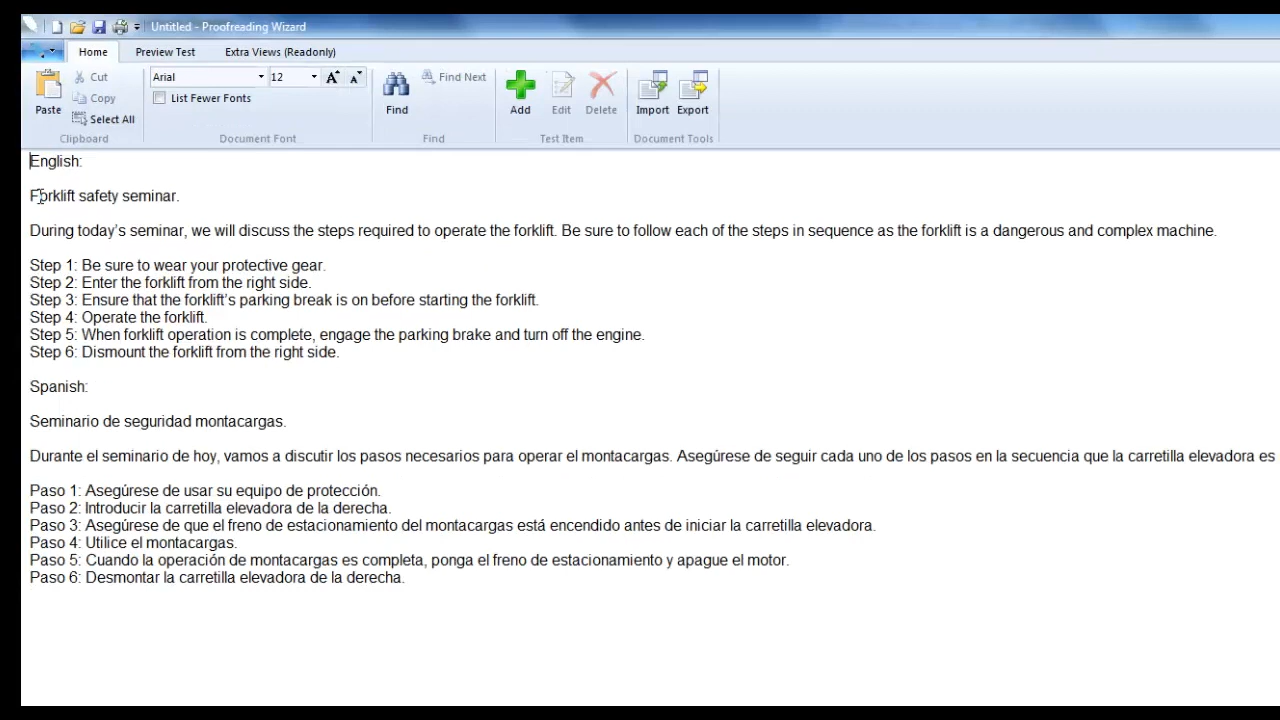 Untitled - Proofreading Wizard
Home Preview Test Extra Views (Readonly)
Paste
Cut
Copy
Select All
Clipboard
Arial 12
List Fewer Fonts
Document Font
Find
Find Next
Find
Add Edit Delete
Test Item
Import Export
Document Tools
English:
Forklift safety seminar.
During today's seminar, we will discuss the steps required to operate the forklift. Be sure to follow each of the steps in sequence as the forklift is a dangerous and complex machine.
Step 1: Be sure to wear your protective gear.
Step 2: Enter the forklift from the right side.
Step 3: Ensure that the forklift's parking break is on before starting the forklift.
Step 4: Operate the forklift.
Step 5: When forklift operation is complete, engage the parking brake and turn off the engine.
Step 6: Dismount the forklift from the right side.
Spanish:
Seminario de seguridad montacargas.
Durante el seminario de hoy, vamos a discutir los pasos necesarios para operar el montacargas. Asegúrese de seguir cada uno de los pasos en la secuencia que la carretilla elevadora es
Paso 1: Asegúrese de usar su equipo de protección.
Paso 2: Introducir la carretilla elevadora de la derecha.
Paso 3: Asegúrese de que el freno de estacionamiento del montacargas está encendido antes de iniciar la carretilla elevadora.
Paso 4: Utilice el montacargas.
Paso 5: Cuando la operación de montacargas es completa, ponga el freno de estacionamiento y apague el motor.
Paso 6: Desmontar la carretilla elevadora de la derecha.